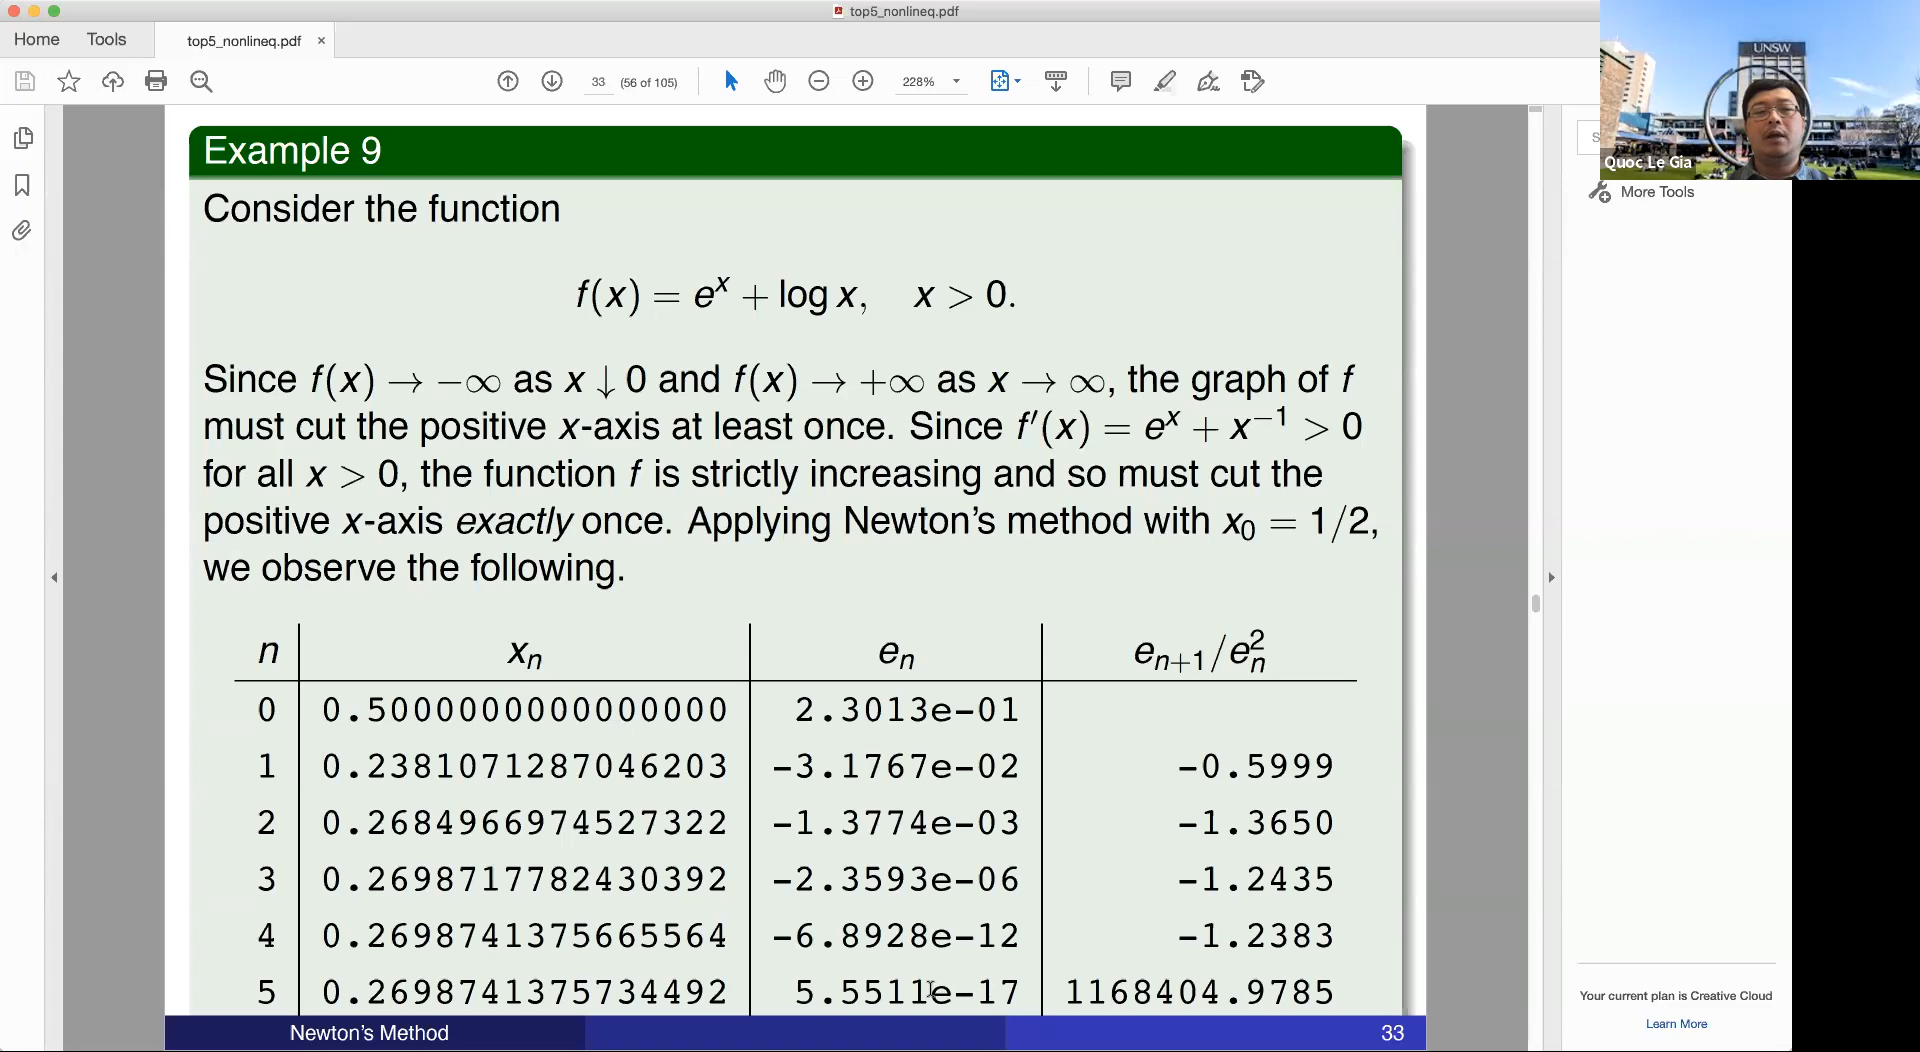 top5_nonlineq.pdf
Home Tools top5_nonlineq.pdf ×
33 (56 of 105) 228%
UNSW
Quoc Le Gia
More Tools
Example 9
Consider the function
f(x) = e^x + log x, x > 0.
Since f(x) → −∞ as x ↓ 0 and f(x) → +∞ as x → ∞, the graph of f
must cut the positive x-axis at least once. Since f′(x) = e^x + x^{−1} > 0
for all x > 0, the function f is strictly increasing and so must cut the
positive x-axis exactly once. Applying Newton's method with x_0 = 1/2,
we observe the following.
n x_n e_n e_{n+1}/e_n^2
0 0.5000000000000000 2.3013e-01
1 0.2381071287046203 -3.1767e-02 -0.5999
2 0.2684966974527322 -1.3774e-03 -1.3650
3 0.2698717782430392 -2.3593e-06 -1.2435
4 0.2698741375665564 -6.8928e-12 -1.2383
5 0.2698741375734492 5.5511e-17 1168404.9785
Newton's Method 33
Your current plan is Creative Cloud
Learn More